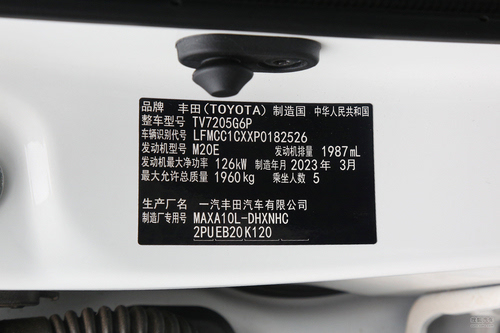 品牌 丰田(TOYOTA) 制造国 中华人民共和国
整车型号 TV7205G6P
车辆识别代号 LFMCC1CXXP0182526
发动机型号 M20E 发动机排量 1987mL
发动机最大净功率 126kW 制造年月 2023年 3月
最大允许总质量 1960kg 乘坐人数 5
生产厂名 一汽丰田汽车有限公司
制造厂专用号 MAXA10L-DHXNHC
2PUEB20K120